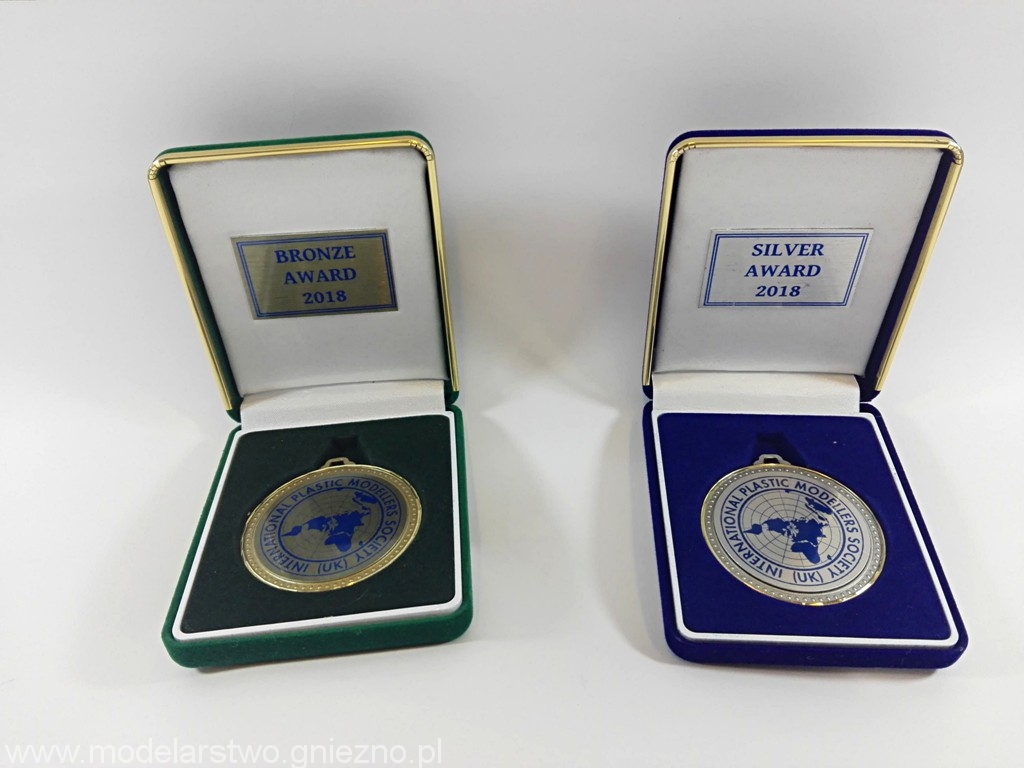 BRONZE
AWARD
2018
SILVER
AWARD
2018
INTERNATIONAL PLASTIC MODELLERS SOCIETY
(UK)
INTERNATIONAL PLASTIC MODELLERS SOCIETY
(UK)
www.modelarstwo.gniezno.pl